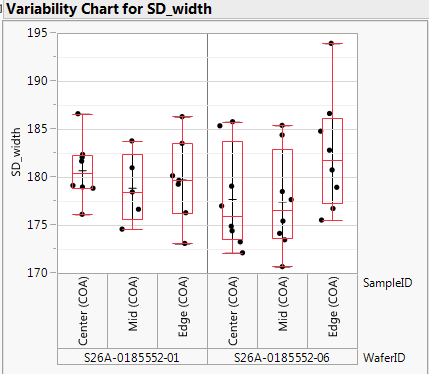 Variability Chart for SD_width
195
190
185
180
175
170
SD_width
Center (COA)
Mid (COA)
Edge (COA)
Center (COA)
Mid (COA)
Edge (COA)
SampleID
S26A-0185552-01
S26A-0185552-06
WaferID